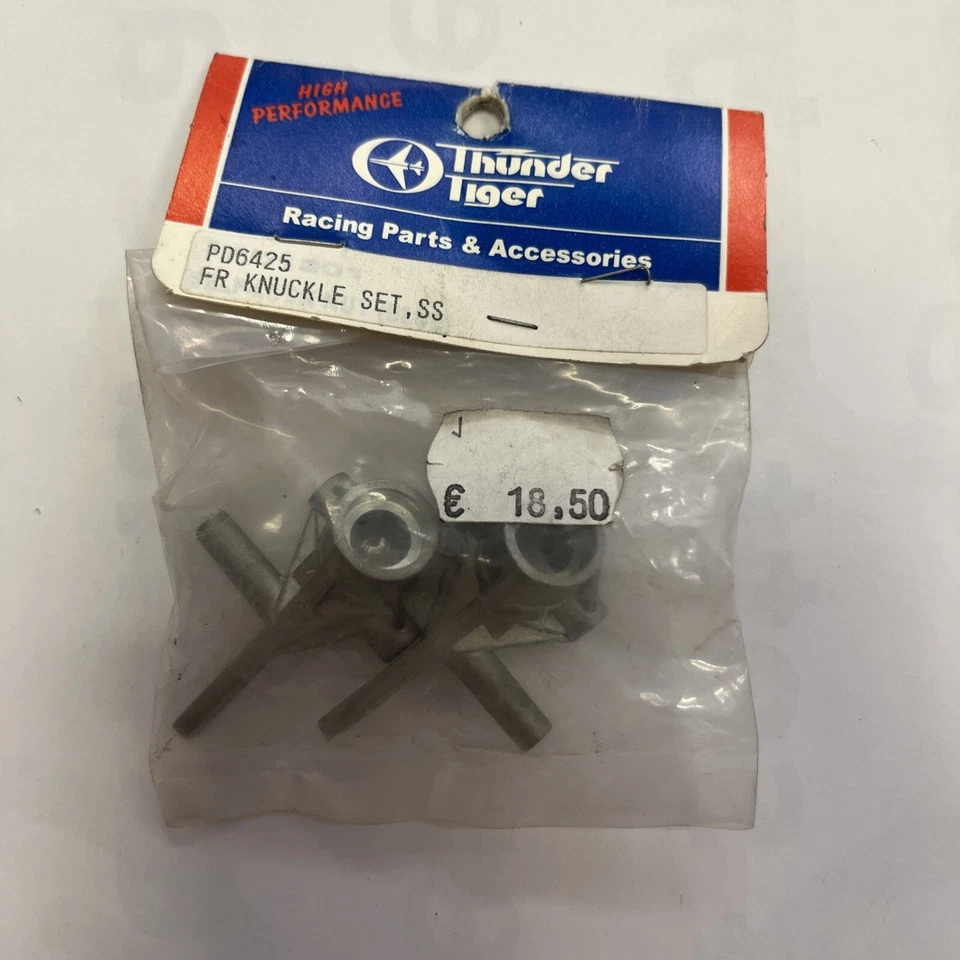 HIGH
PERFORMANCE
Thunder
Tiger
Racing Parts & Accessories
PD6425
FR KNUCKLE SET,SS
J
€ 18,50